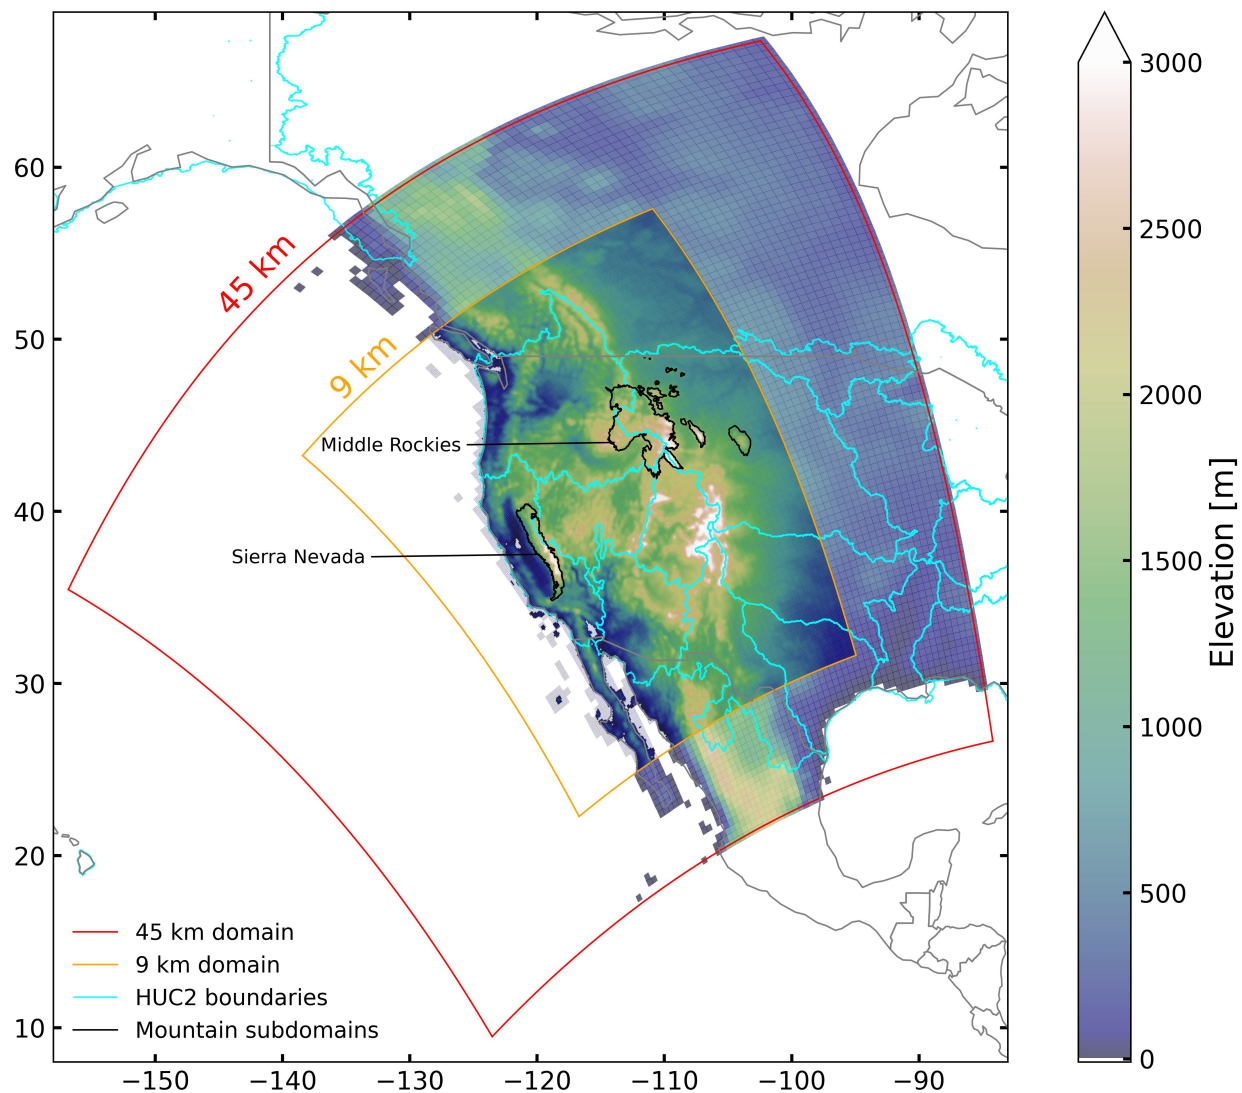 60
50
40
30
20
10
−150
−140
−130
−120
−110
−100
−90
45 km
9 km
Middle Rockies
Sierra Nevada
45 km domain
9 km domain
HUC2 boundaries
Mountain subdomains
3000
2500
2000
1500
1000
500
0
Elevation [m]